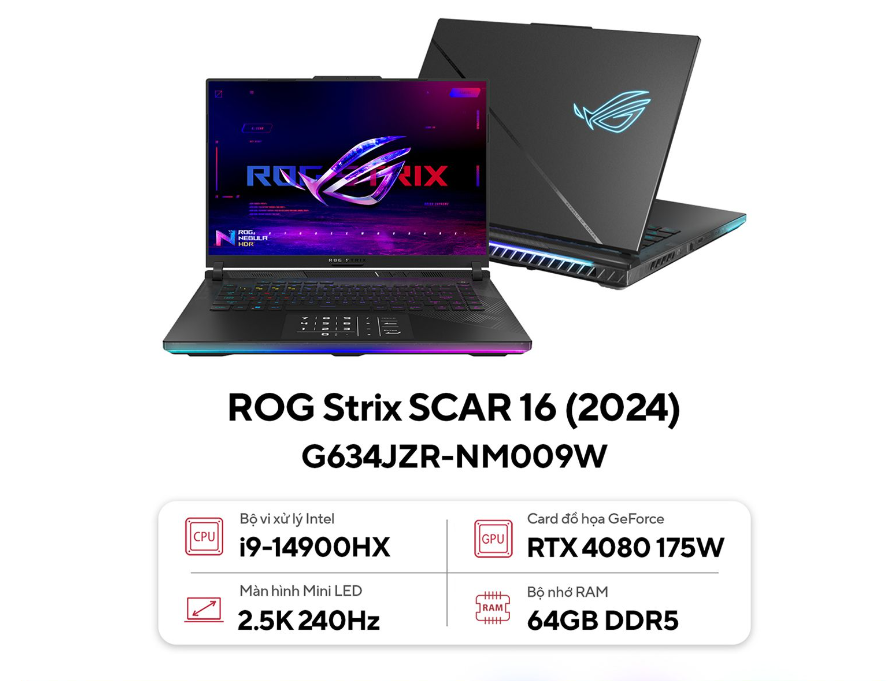 ROG STRIX
ROG
NEBULA
HDR
ROG STRIX
ROG Strix SCAR 16 (2024)
G634JZR-NM009W
CPU
Bộ vi xử lý Intel
i9-14900HX
GPU
Card đồ họa GeForce
RTX 4080 175W
Màn hình Mini LED
2.5K 240Hz
RAM
Bộ nhớ RAM
64GB DDR5